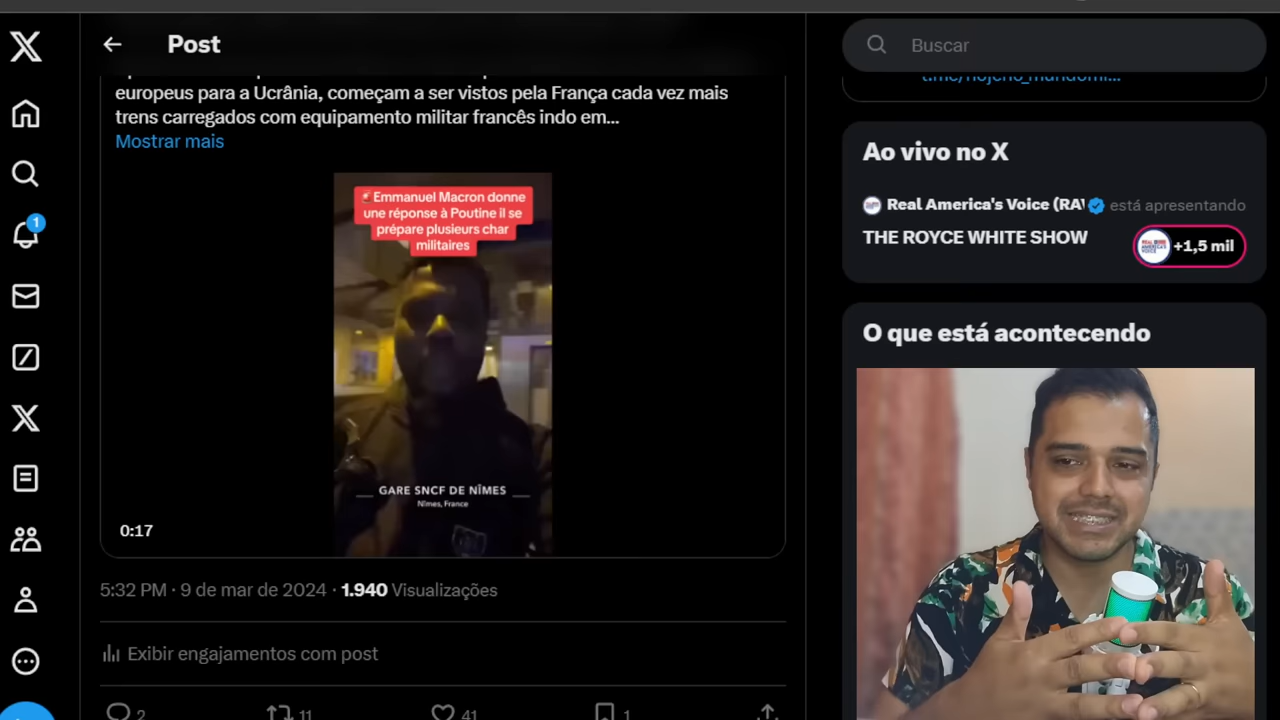 Post
europeus para a Ucrânia, começam a ser vistos pela França cada vez mais
trens carregados com equipamento militar francês indo em...
Mostrar mais
🚨Emmanuel Macron donne
une réponse à Poutine il se
prépare plusieurs char
militaires
GARE SNCF DE NÎMES
Nîmes, France
0:17
5:32 PM · 9 de mar de 2024 · 1.940 Visualizações
Exibir engajamentos com post
2 11 41 1
1
Buscar
Ao vivo no X
Real America's Voice (RAV está apresentando
THE ROYCE WHITE SHOW
+1,5 mil
O que está acontecendo